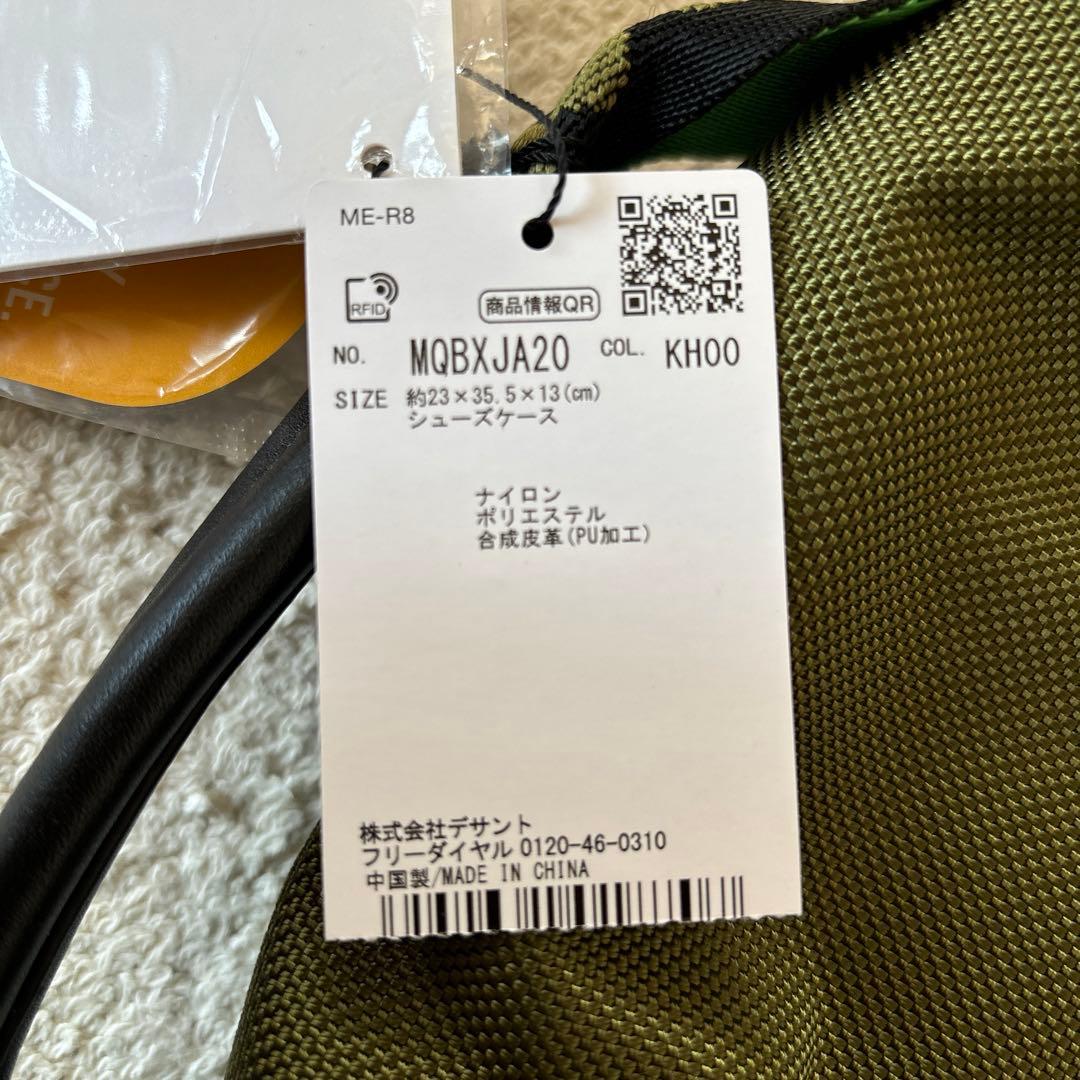 ME-R8
RFID
商品情報QR
NO. MQBXJA20 COL. KH00
SIZE 約23×35.5×13(cm)
シューズケース
ナイロン
ポリエステル
合成皮革(PU加工)
株式会社デサント
フリーダイヤル 0120-46-0310
中国製/MADE IN CHINA